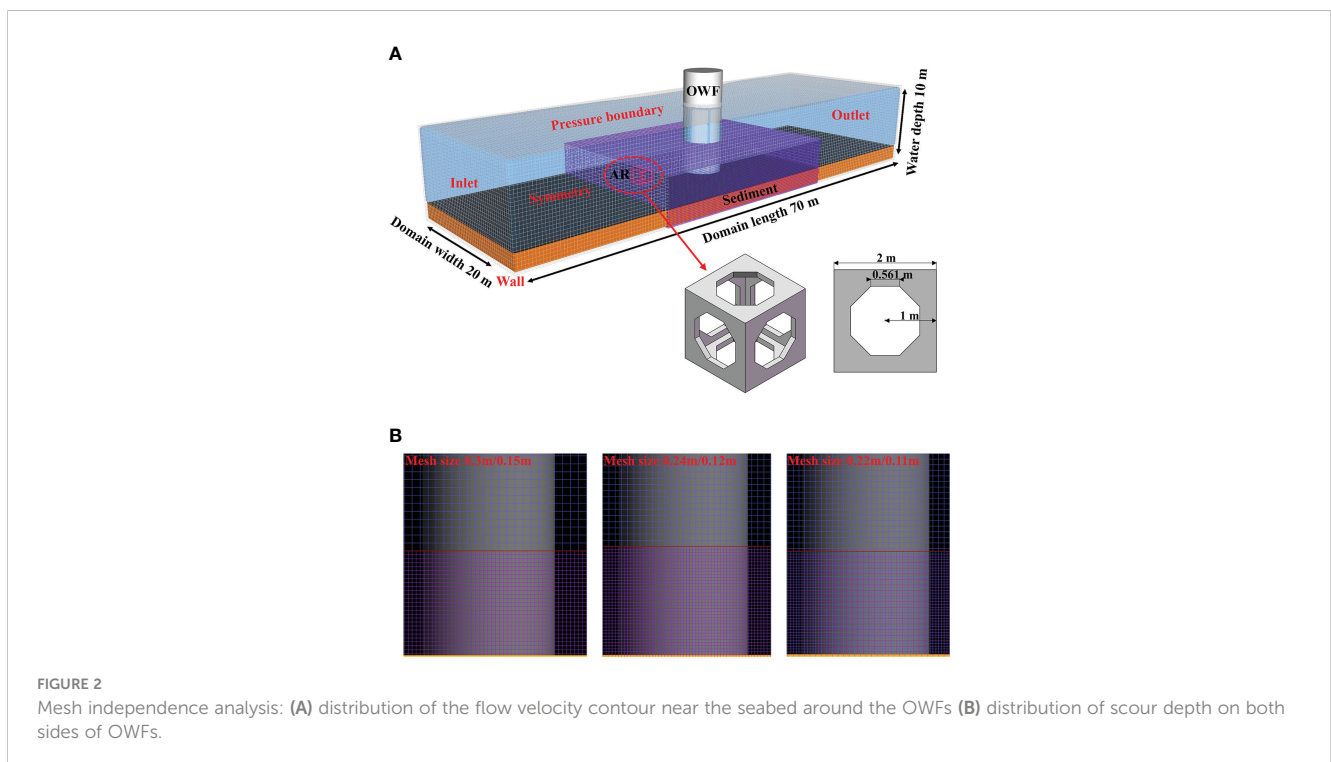 A
OWF
Pressure boundary
Outlet
Water depth 10 m
Inlet
AR
Symmetry
Sediment
Domain length 70 m
Domain width 20 m
Wall
2 m
0.561 m
1 m
B
Mesh size 0.3m/0.15m
Mesh size 0.24m/0.12m
Mesh size 0.22m/0.11m
FIGURE 2
Mesh independence analysis: (A) distribution of the flow velocity contour near the seabed around the OWFs (B) distribution of scour depth on both
sides of OWFs.